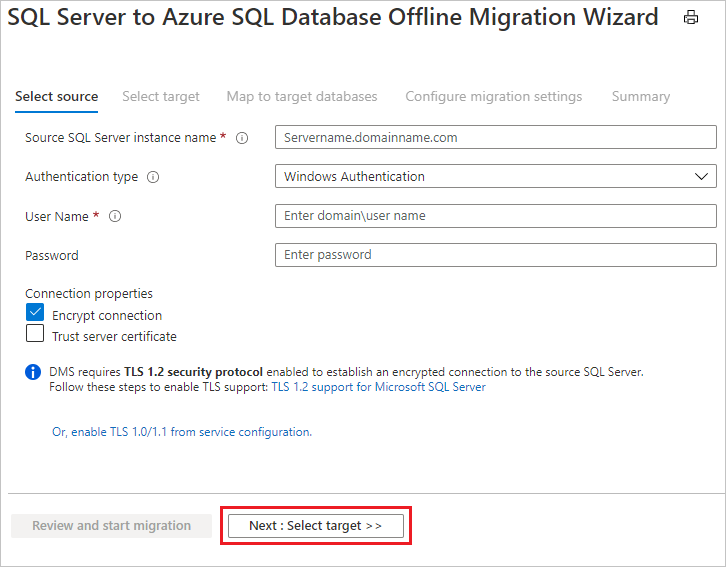 SQL Server to Azure SQL Database Offline Migration Wizard
Select source Select target Map to target databases Configure migration settings Summary
Source SQL Server instance name * Servername.domainname.com
Authentication type Windows Authentication
User Name * Enter domain\user name
Password Enter password
Connection properties
Encrypt connection
Trust server certificate
DMS requires TLS 1.2 security protocol enabled to establish an encrypted connection to the source SQL Server.
Follow these steps to enable TLS support: TLS 1.2 support for Microsoft SQL Server
Or, enable TLS 1.0/1.1 from service configuration.
Review and start migration Next : Select target >>